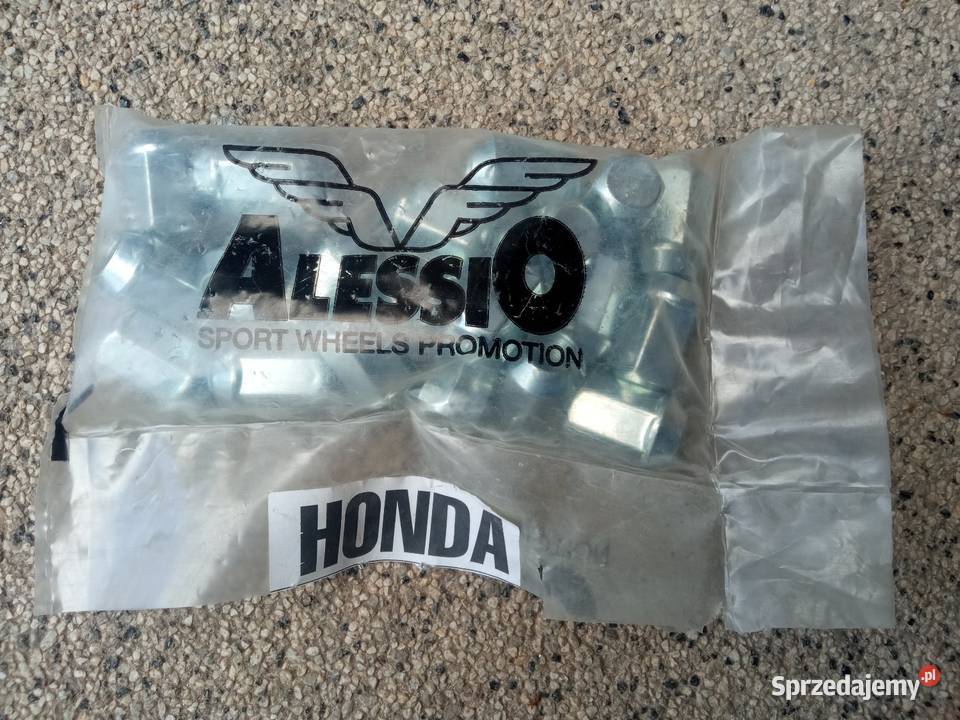 ALESSIO
SPORT WHEELS PROMOTION
HONDA
Sprzedajemy.pl